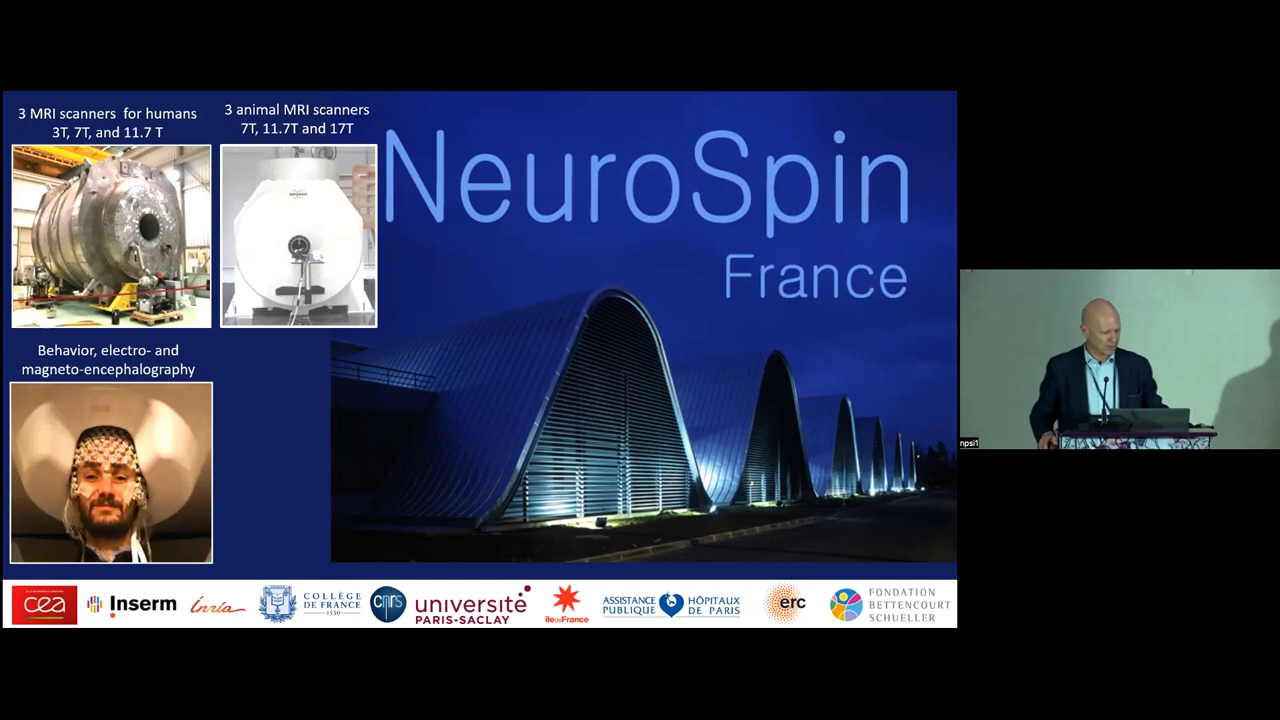 3 MRI scanners for humans
3T, 7T, and 11.7 T
3 animal MRI scanners
7T, 11.7T and 17T
NeuroSpin
France
Behavior, electro- and
magneto-encephalography
npsi1
cea
Inserm
Inria
COLLÈGE
DE FRANCE
1530
cnrs
université
PARIS-SACLAY
îledeFrance
ASSISTANCE
PUBLIQUE
HÔPITAUX
DE PARIS
erc
FONDATION
BETTENCOURT
SCHUELLER